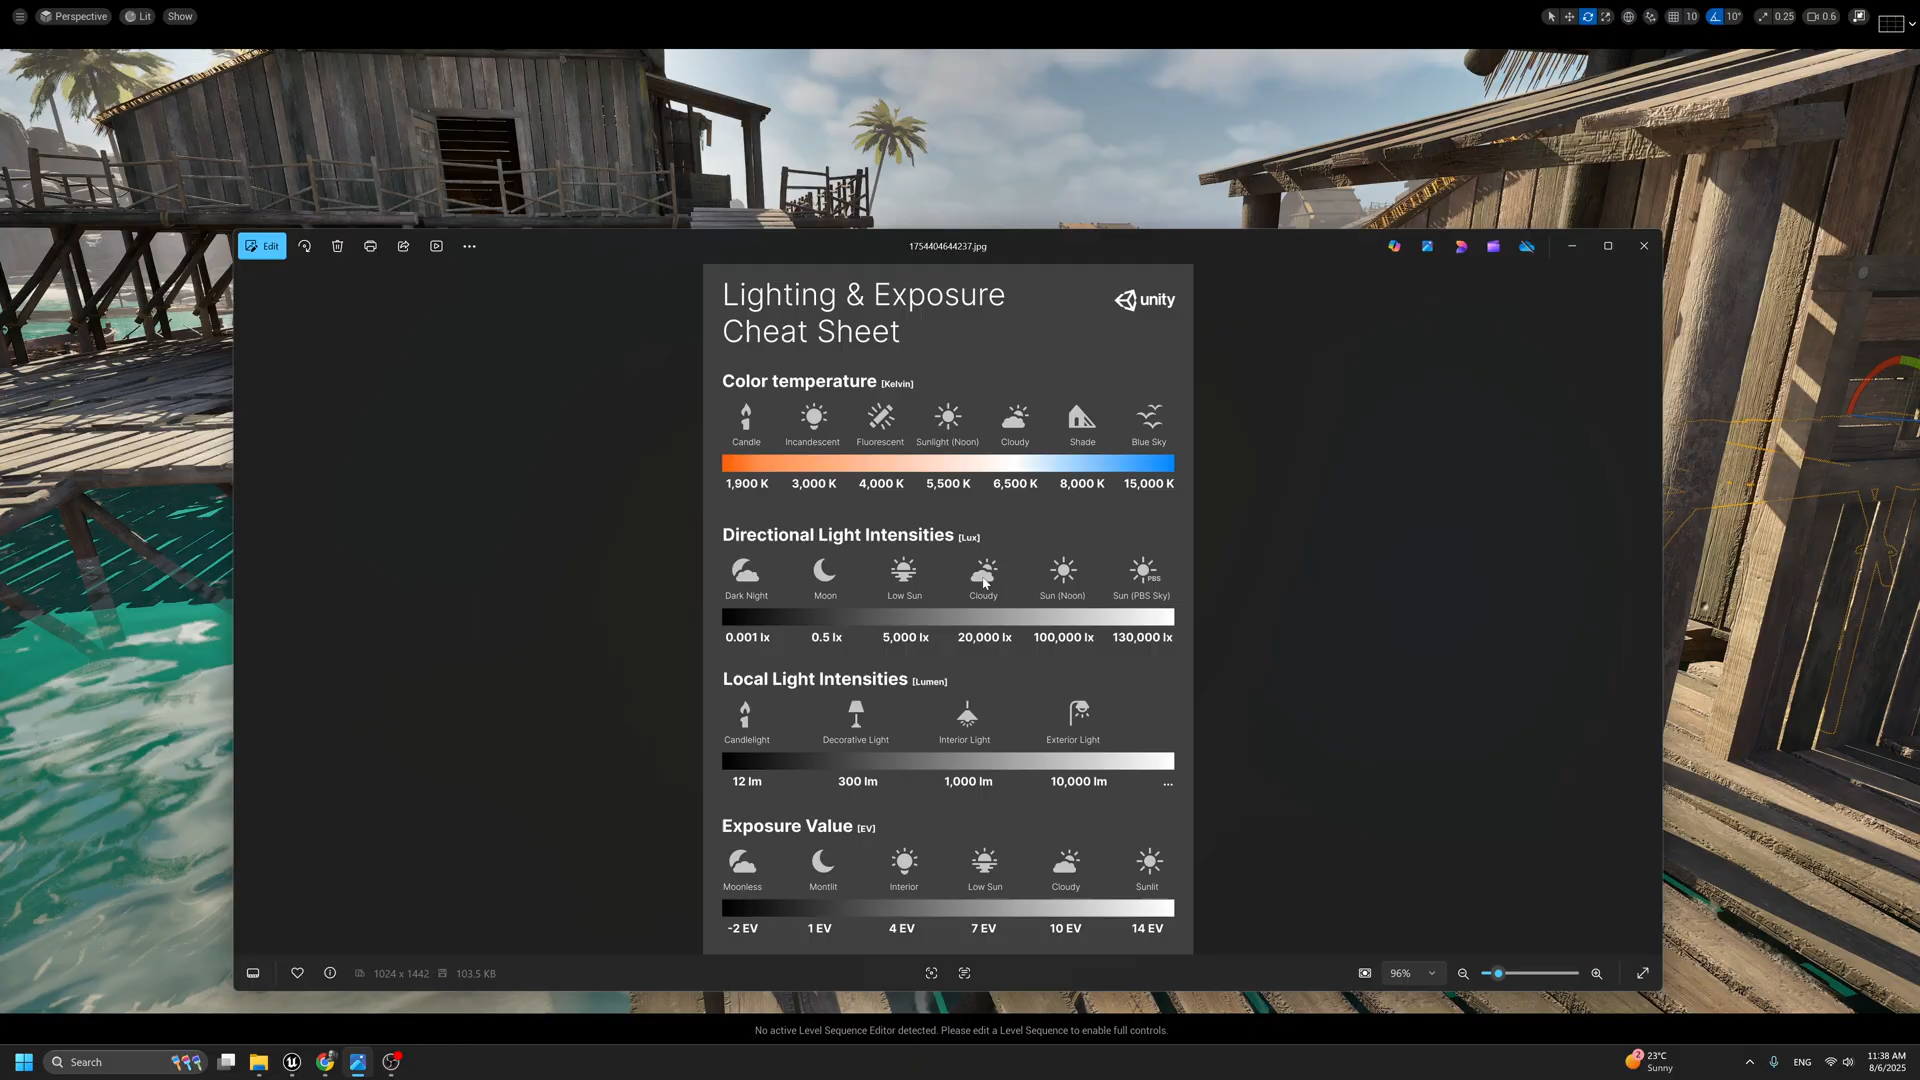 Perspective Lit Show 10 10° 0.25 0.6
Edit 1754404644237.jpg
Lighting & Exposure
Cheat Sheet
unity
Color temperature [Kelvin]
Candle Incandescent Fluorescent Sunlight (Noon) Cloudy Shade Blue Sky
1,900 K 3,000 K 4,000 K 5,500 K 6,500 K 8,000 K 15,000 K
Directional Light Intensities [Lux]
PBS
Dark Night Moon Low Sun Cloudy Sun (Noon) Sun (PBS Sky)
0.001 lx 0.5 lx 5,000 lx 20,000 lx 100,000 lx 130,000 lx
Local Light Intensities [Lumen]
Candlelight Decorative Light Interior Light Exterior Light
12 lm 300 lm 1,000 lm 10,000 lm ...
Exposure Value [EV]
Moonless Montlit Interior Low Sun Cloudy Sunlit
-2 EV 1 EV 4 EV 7 EV 10 EV 14 EV
1024 x 1442 103.5 KB 96%
No active Level Sequence Editor detected. Please edit a Level Sequence to enable full controls.
Search 2 23°C ENG 11:38 AM
Sunny 8/6/2025